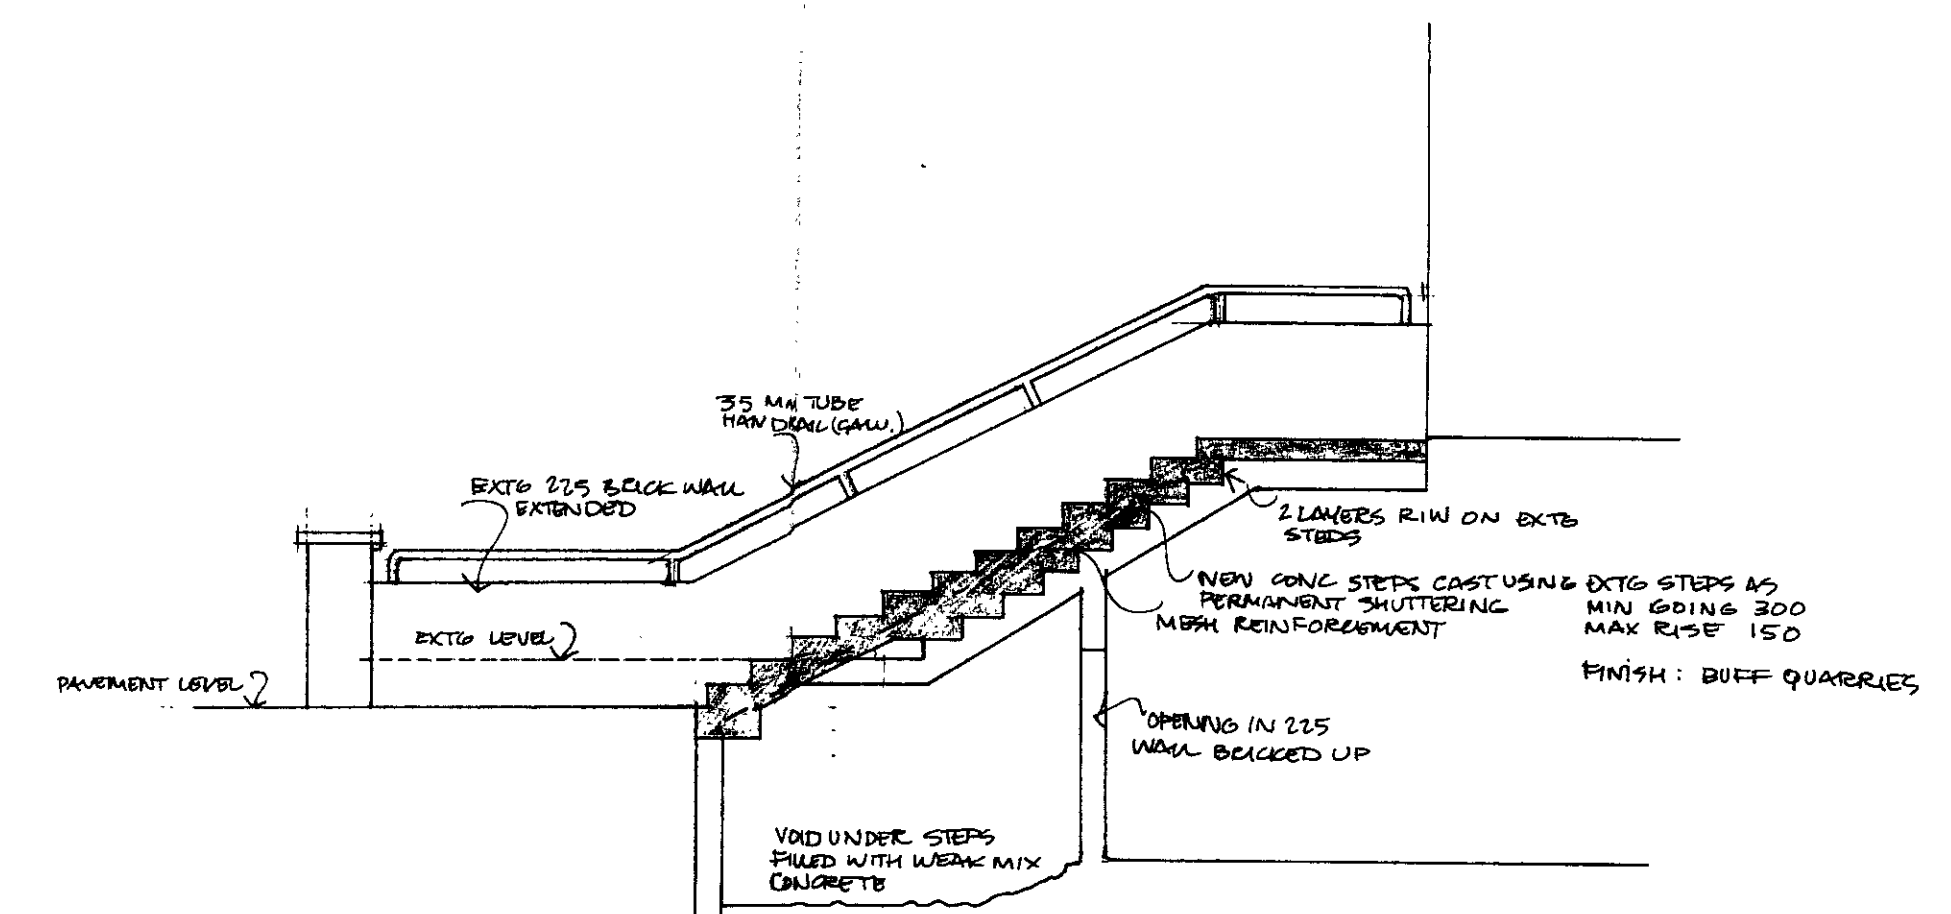 35 MM TUBE
HANDRAIL (GALV.)
EXTG 225 BRICK WALL
EXTENDED
2 LAYERS RIW ON EXTG
STEPS
NEW CONC STEPS CAST USING EXTG STEPS AS
PERMANENT SHUTTERING
MIN GOING 300
MESH REINFORCEMENT
MAX RISE 150
EXTG LEVEL
FINISH: BUFF QUARRIES
PAVEMENT LEVEL
OPENING IN 225
WALL BRICKED UP
VOID UNDER STEPS
FILLED WITH WEAK MIX
CONCRETE